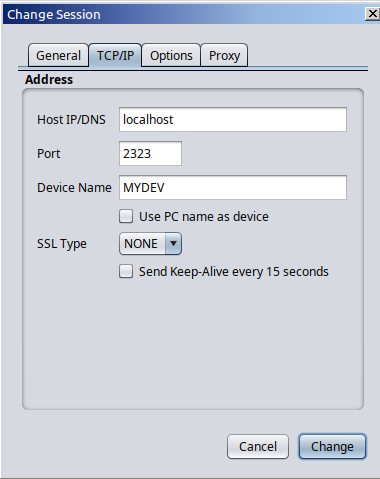 Change Session
General TCP/IP Options Proxy
Address
Host IP/DNS localhost
Port 2323
Device Name MYDEV
Use PC name as device
SSL Type NONE
Send Keep-Alive every 15 seconds
Cancel Change